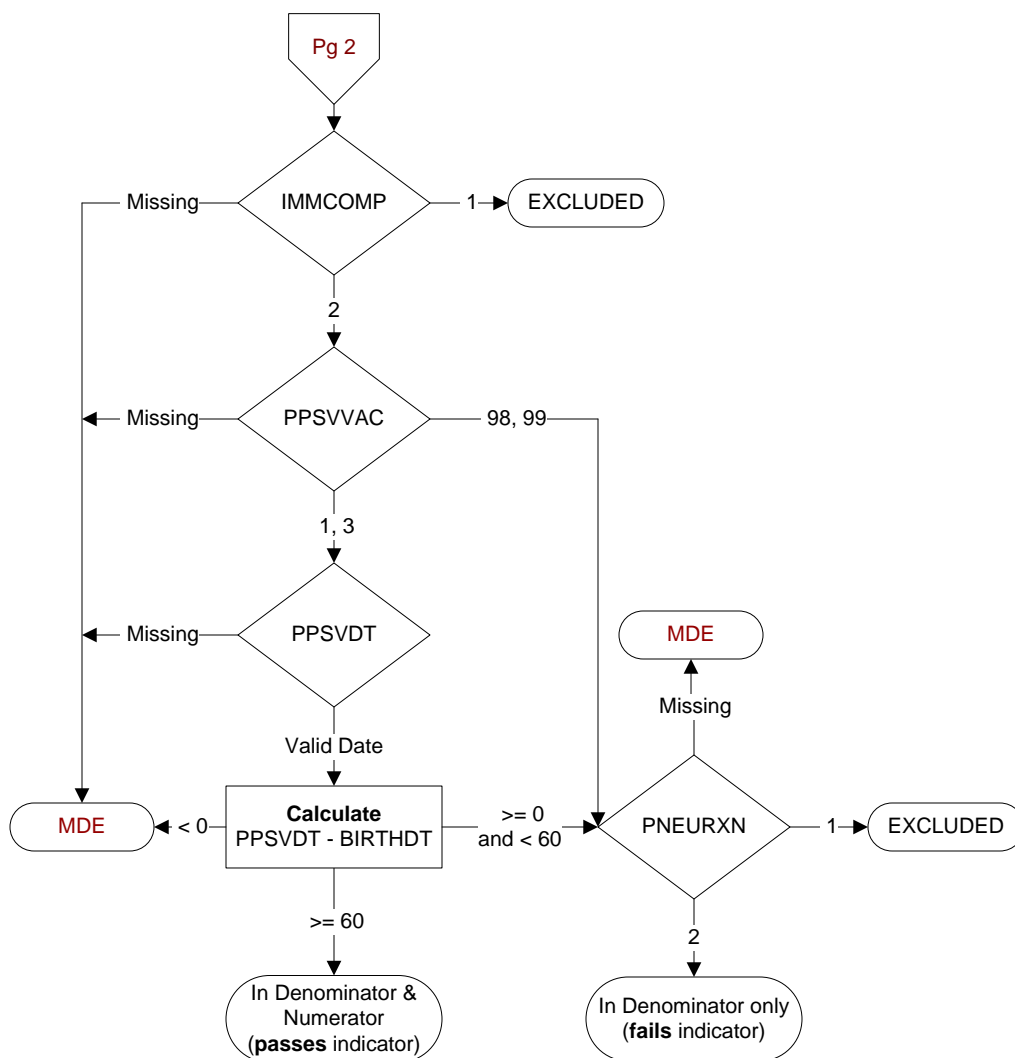 Pg 2
Missing
IMMCOMP
1
EXCLUDED
2
Missing
PPSVVAC
98, 99
1, 3
Missing
PPSVDT
MDE
Missing
Valid Date
MDE
< 0
Calculate
PPSVDT - BIRTHDT
>= 0
and < 60
PNEURXN
1
EXCLUDED
>= 60
2
In Denominator &
Numerator
(passes indicator)
In Denominator only
(fails indicator)